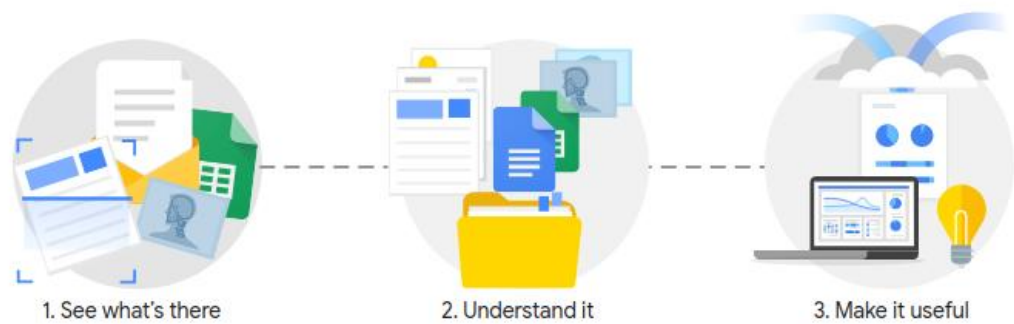 1. See what's there
2. Understand it
3. Make it useful